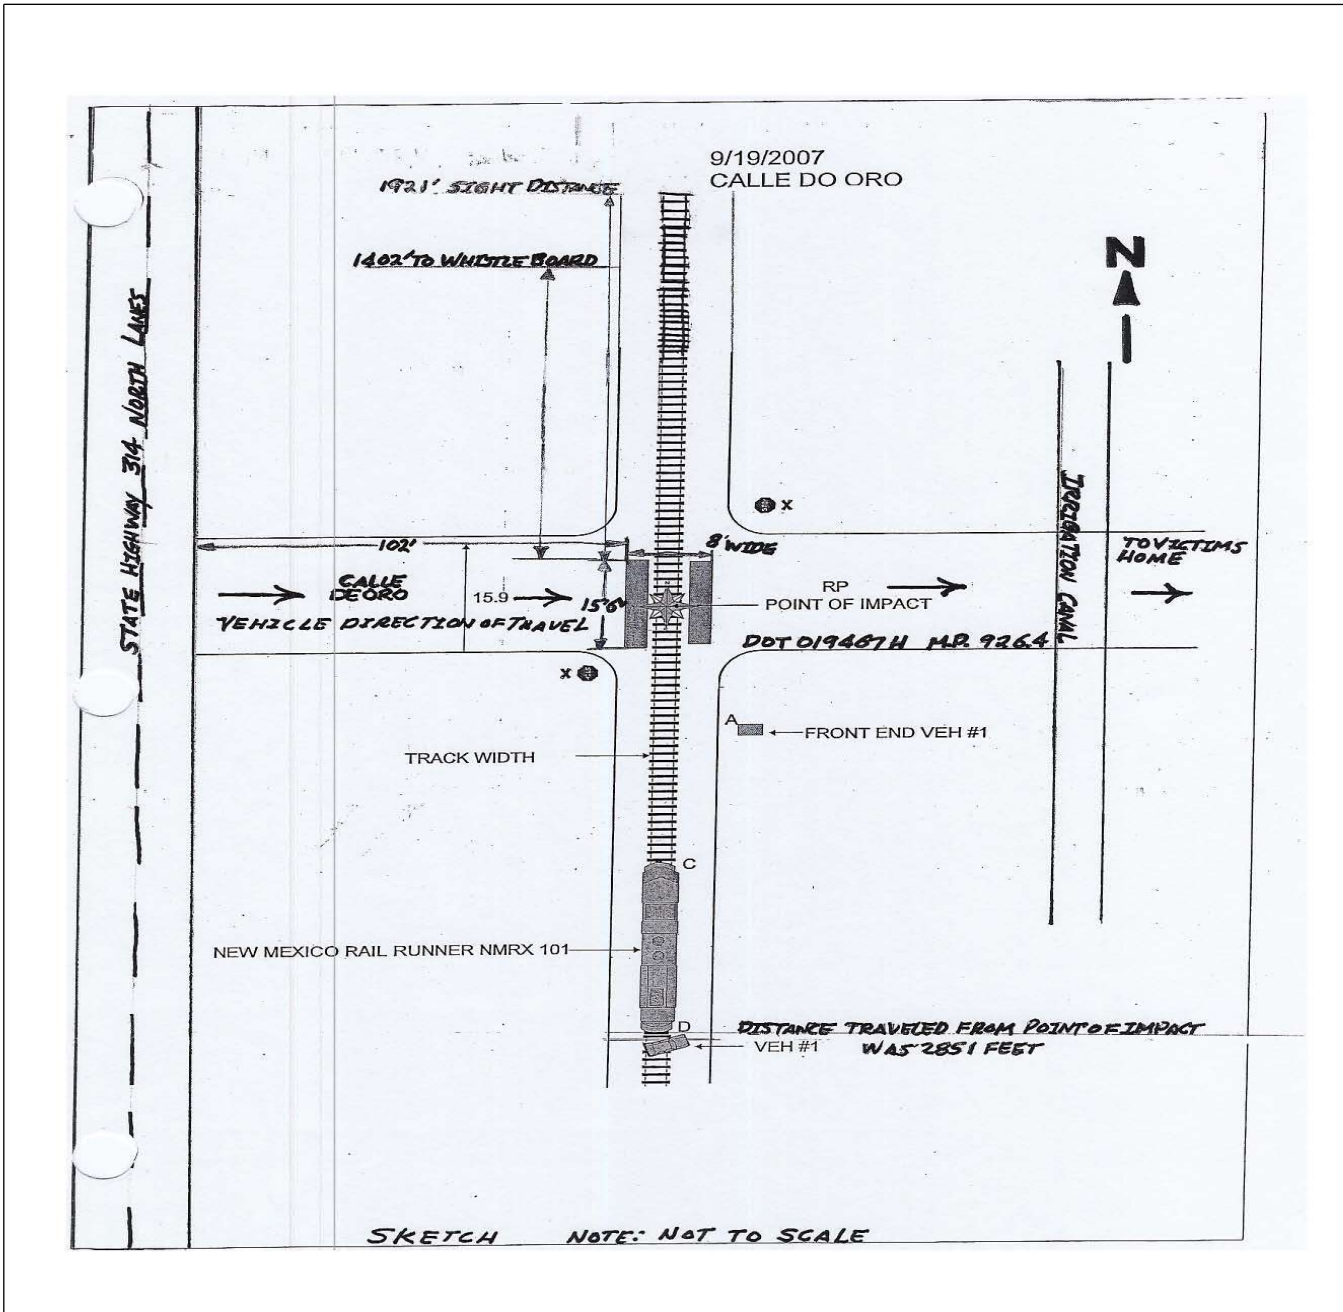 9/19/2007
CALLE DO ORO
1921' SIGHT DISTANCE
1402' TO WHISTLE BOARD
N
STATE HIGHWAY 314 NORTH LANES
X
102'
8' WIDE
IRRIGATION CANAL
TO VICTIMS
HOME
CALLE
DE ORO
15.9
15'6"
RP
POINT OF IMPACT
VEHICLE DIRECTION OF TRAVEL
DOT 019467H M.P. 926.4
X
A
FRONT END VEH #1
TRACK WIDTH
C
NEW MEXICO RAIL RUNNER NMRX 101
D
DISTANCE TRAVELED FROM POINT OF IMPACT
WAS 2851 FEET
VEH #1
SKETCH NOTE: NOT TO SCALE